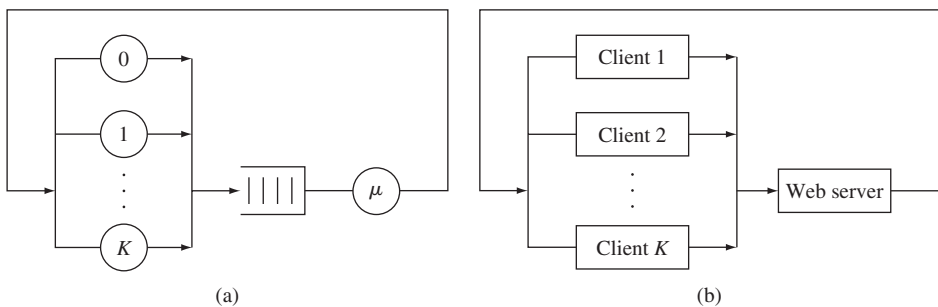 0
1
K
μ
(a)
Client 1
Client 2
Client K
Web server
(b)